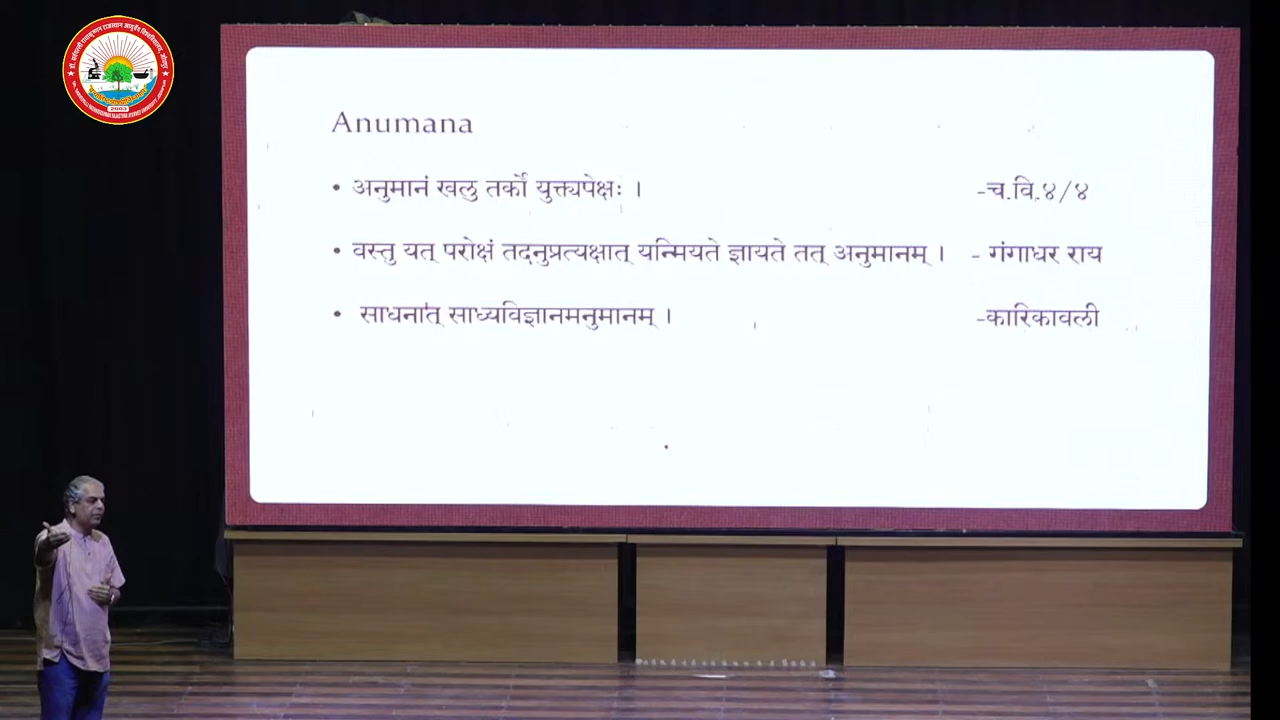 Anumana
• अनुमानं खलु तर्को युक्त्यपेक्षः । -च.वि.४/४
• वस्तु यत् परोक्षं तदनुप्रत्यक्षात् यन्मियते ज्ञायते तत् अनुमानम् । - गंगाधर राय
• साधनात् साध्यविज्ञानमनुमानम् । -कारिकावली
2003